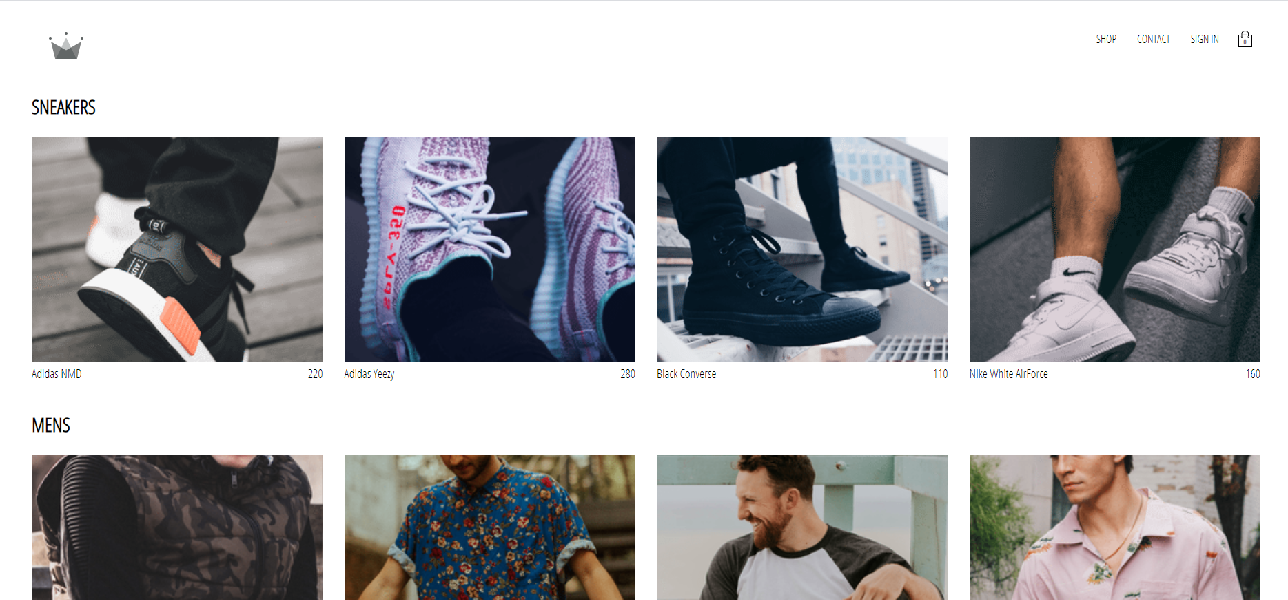 SHOP CONTACT SIGN IN
SNEAKERS
SPLY-350
Adidas NMD 220
Adidas Yeezy 280
Black Converse 110
Nike White AirForce 160
MENS